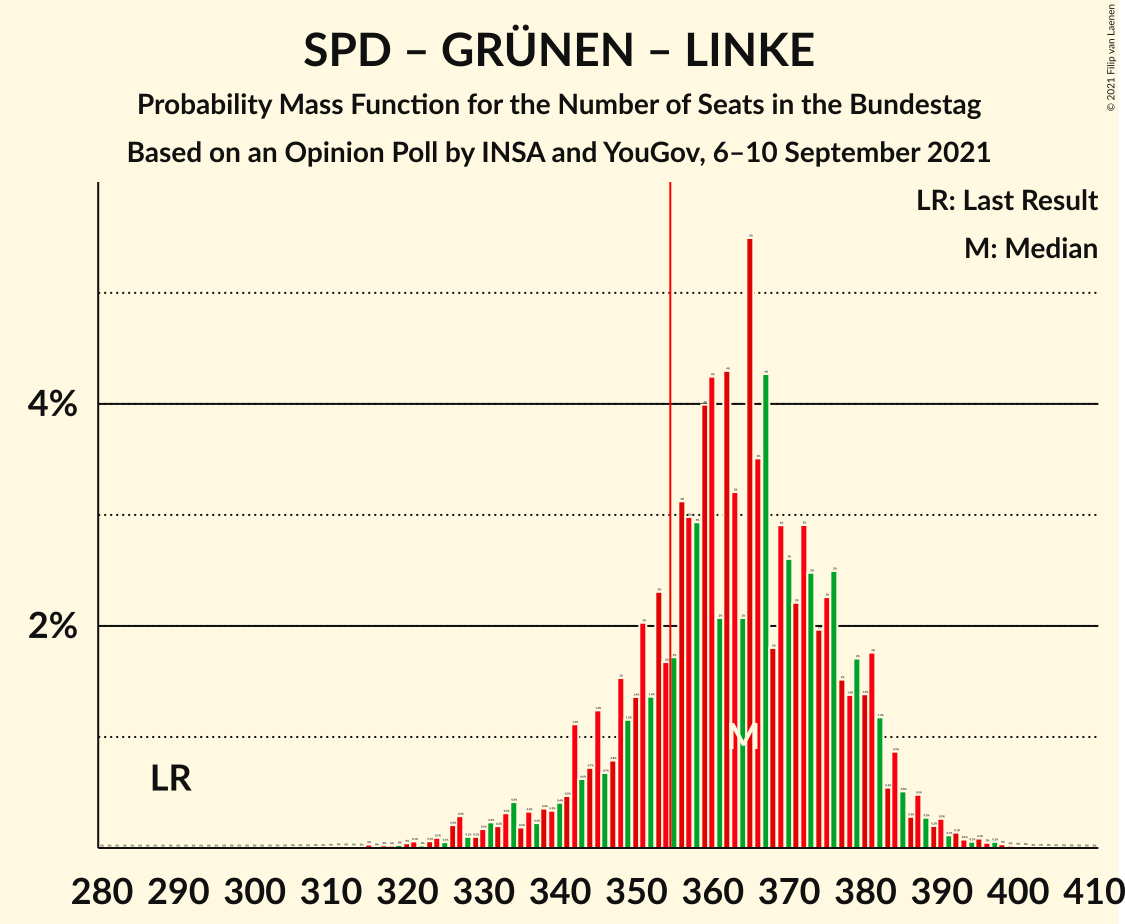 SPD – GRÜNEN – LINKE
Probability Mass Function for the Number of Seats in the Bundestag
Based on an Opinion Poll by INSA and YouGov, 6–10 September 2021
© 2021 Filip van Laenen
LR: Last Result
M: Median
4%
2%
LR
M
280 290 300 310 320 330 340 350 360 370 380 390 400 410